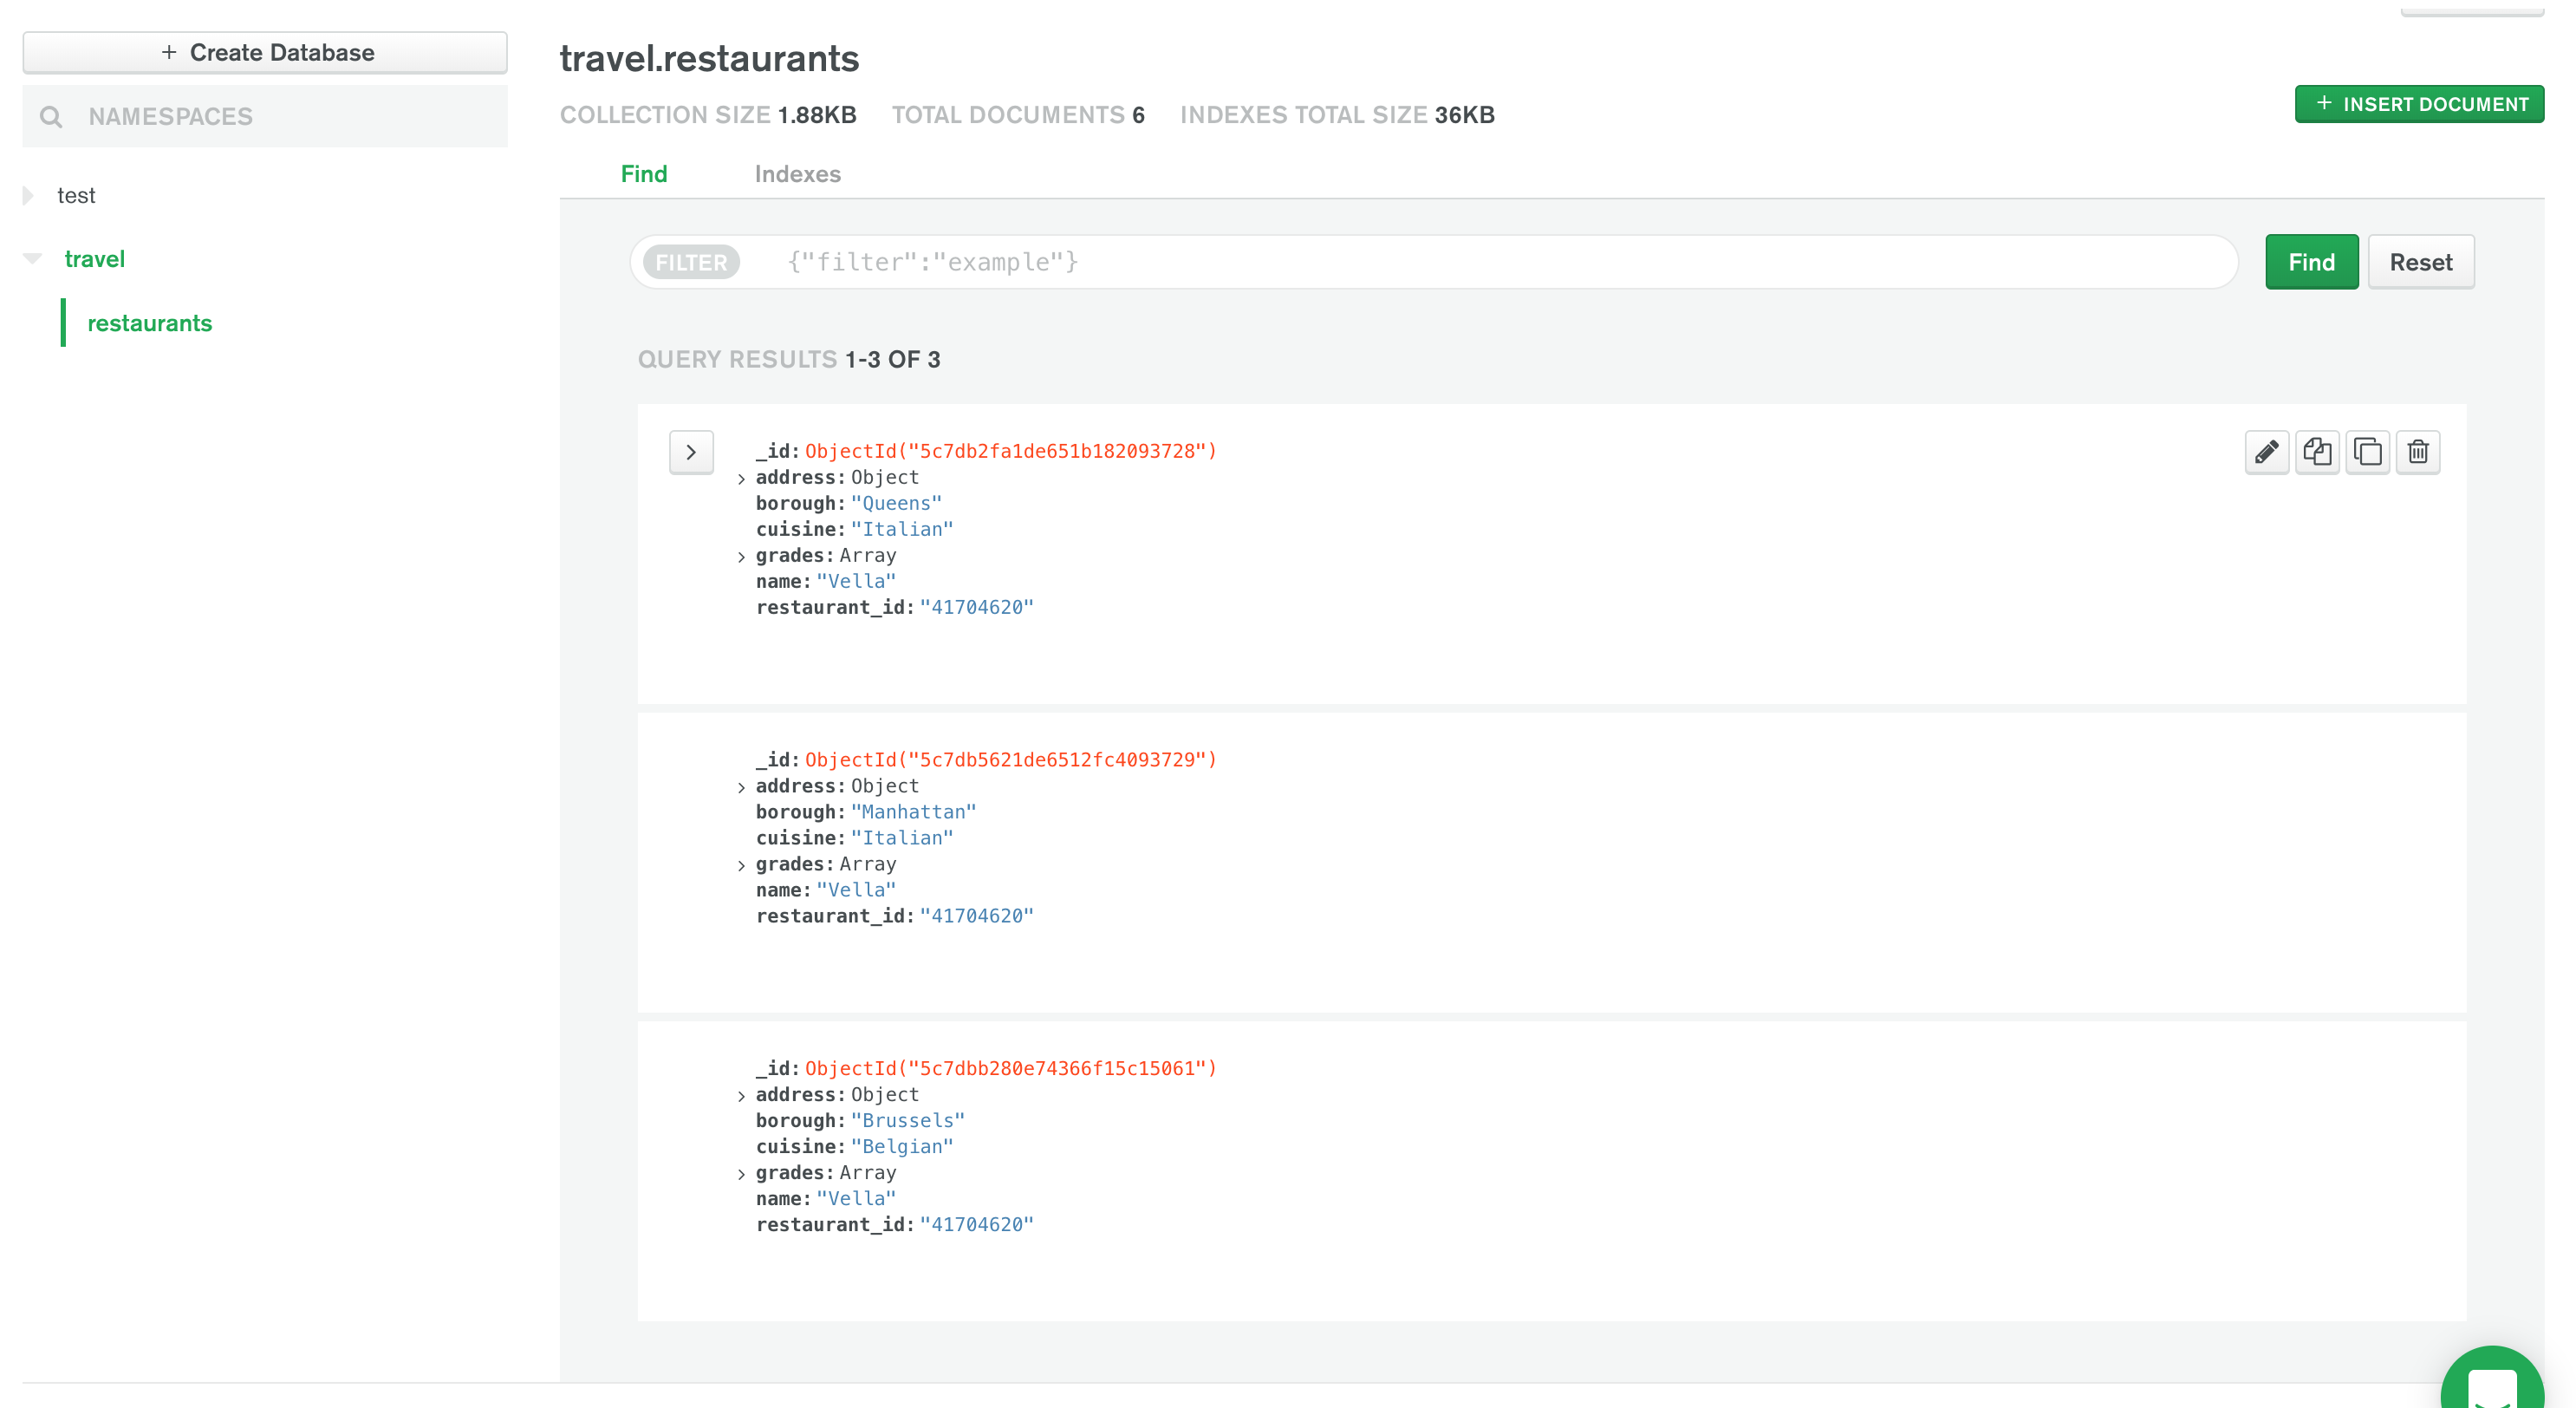 + Create Database
NAMESPACES
test
travel
restaurants
travel.restaurants
COLLECTION SIZE 1.88KB TOTAL DOCUMENTS 6 INDEXES TOTAL SIZE 36KB
+ INSERT DOCUMENT
Find Indexes
FILTER {"filter":"example"}
Find Reset
QUERY RESULTS 1-3 OF 3
_id: ObjectId("5c7db2fa1de651b182093728")
address: Object
borough: "Queens"
cuisine: "Italian"
grades: Array
name: "Vella"
restaurant_id: "41704620"
_id: ObjectId("5c7db5621de6512fc4093729")
address: Object
borough: "Manhattan"
cuisine: "Italian"
grades: Array
name: "Vella"
restaurant_id: "41704620"
_id: ObjectId("5c7dbb280e74366f15c15061")
address: Object
borough: "Brussels"
cuisine: "Belgian"
grades: Array
name: "Vella"
restaurant_id: "41704620"